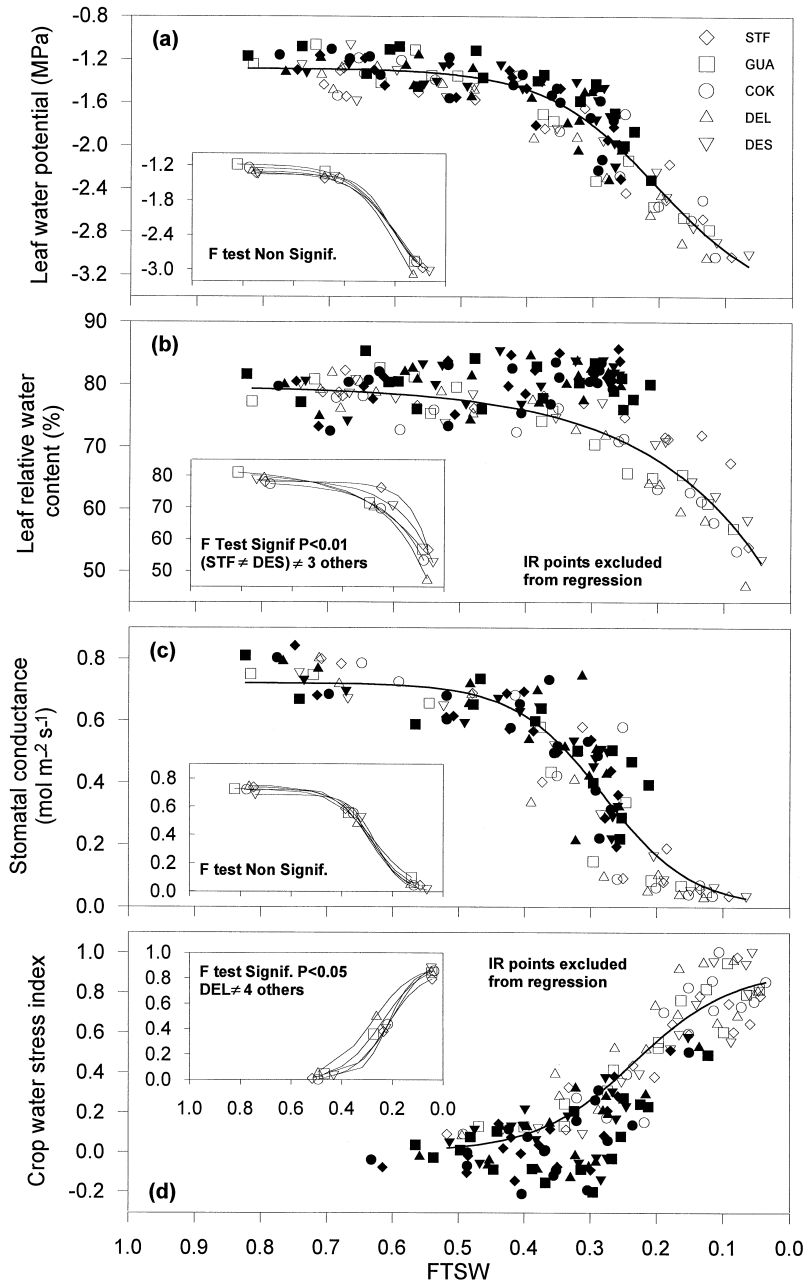 (a)
Leaf water potential (MPa)
-0.8
-1.2
-1.6
-2.0
-2.4
-2.8
-3.2
STF
GUA
COK
DEL
DES
-1.2
-1.8
-2.4
-3.0
F test Non Signif.
(b)
Leaf relative water
content (%)
90
80
70
60
50
80
70
60
50
F Test Signif P<0.01
(STF ≠ DES) ≠ 3 others
IR points excluded
from regression
(c)
Stomatal conductance
(mol m-2 s-1)
0.8
0.6
0.4
0.2
0.0
0.8
0.6
0.4
0.2
0.0
F test Non Signif.
(d)
Crop water stress index
1.0
0.8
0.6
0.4
0.2
0.0
-0.2
1.0
0.8
0.6
0.4
0.2
0.0
F test Signif. P<0.05
DEL≠ 4 others
1.0 0.8 0.6 0.4 0.2 0.0
IR points excluded
from regression
1.0 0.9 0.8 0.7 0.6 0.5 0.4 0.3 0.2 0.1 0.0
FTSW